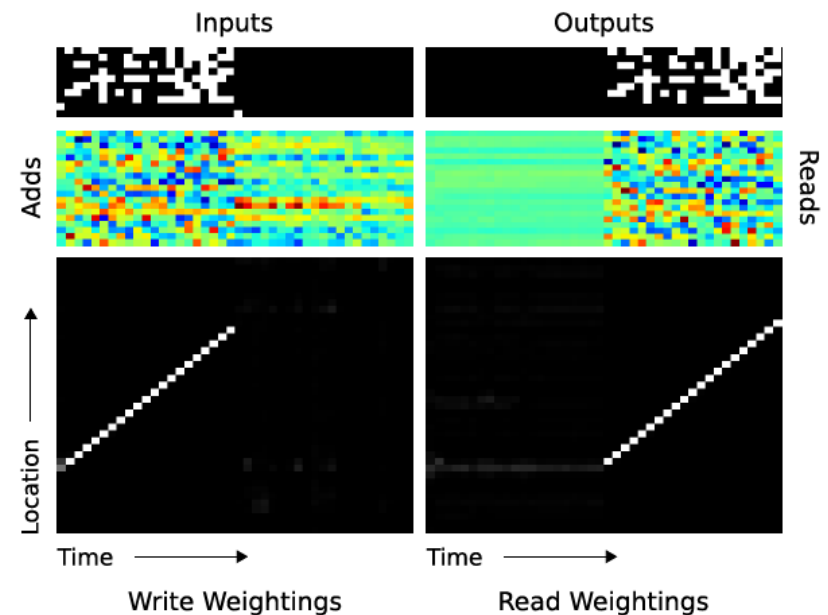 Inputs
Outputs
Adds
Reads
Location
Time
Time
Write Weightings
Read Weightings